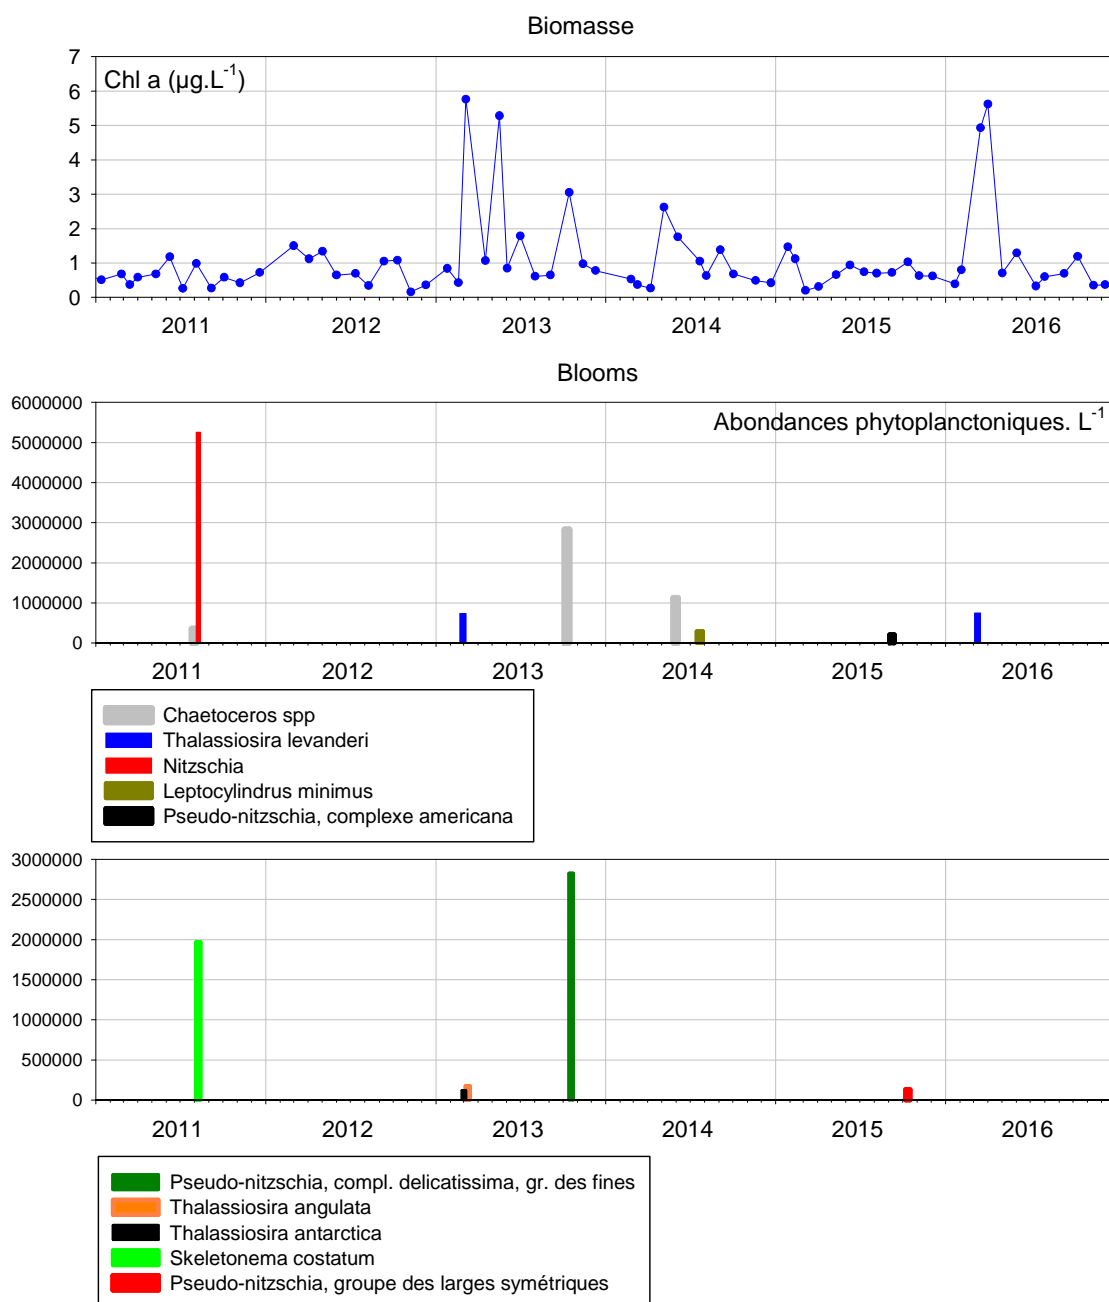 Biomasse
7
Chl a (µg.L⁻¹)
6
5
4
3
2
1
0
2011 2012 2013 2014 2015 2016
Blooms
6000000
Abondances phytoplanctoniques. L⁻¹
5000000
4000000
3000000
2000000
1000000
0
2011 2012 2013 2014 2015 2016
Chaetoceros spp
Thalassiosira levanderi
Nitzschia
Leptocylindrus minimus
Pseudo-nitzschia, complexe americana
3000000
2500000
2000000
1500000
1000000
500000
0
2011 2012 2013 2014 2015 2016
Pseudo-nitzschia, compl. delicatissima, gr. des fines
Thalassiosira angulata
Thalassiosira antarctica
Skeletonema costatum
Pseudo-nitzschia, groupe des larges symétriques